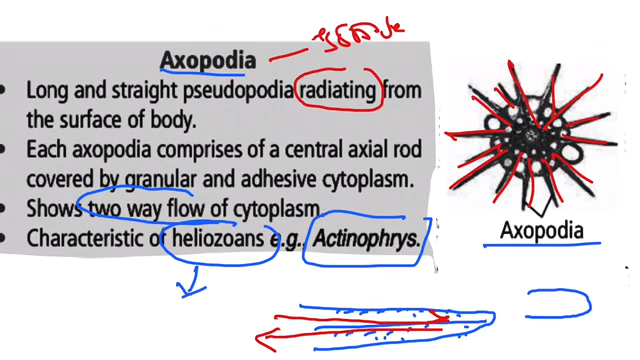 Axopodia
• Long and straight pseudopodia radiating from
the surface of body.
• Each axopodia comprises of a central axial rod
covered by granular and adhesive cytoplasm.
• Shows two way flow of cytoplasm
• Characteristic of heliozoans e.g., Actinophrys.
Axopodia